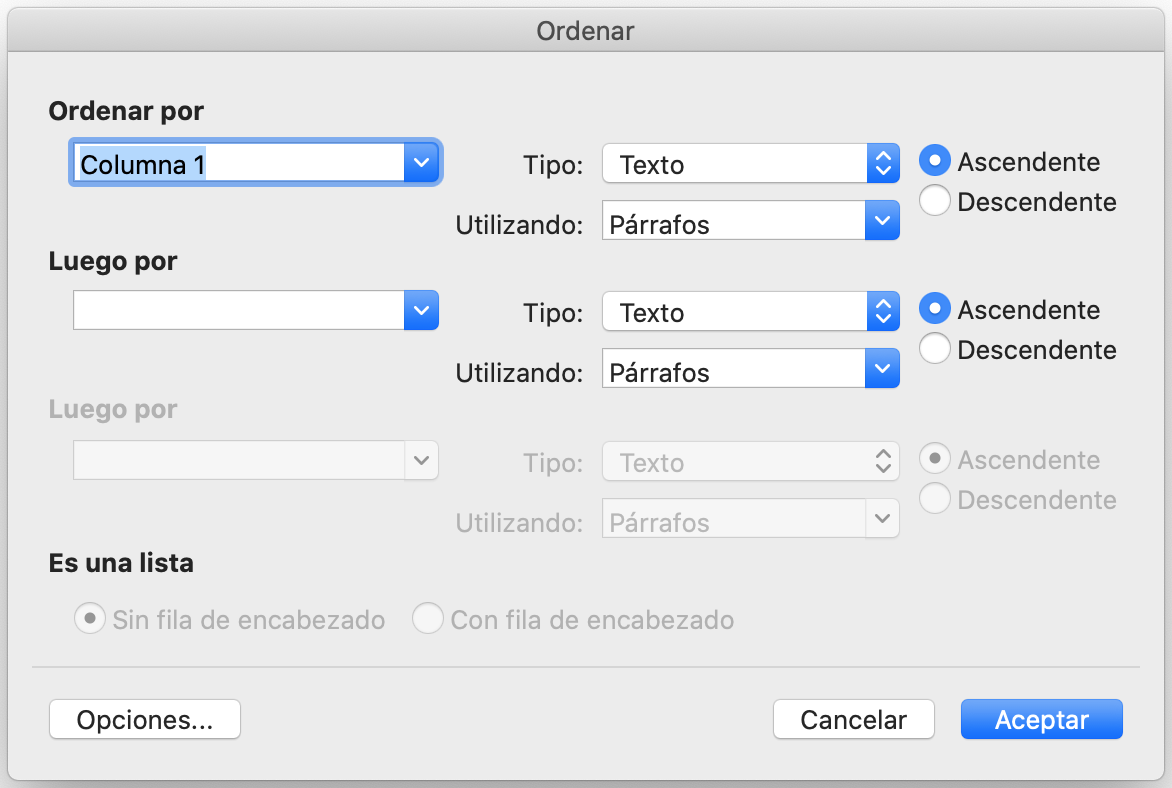 Ordenar
Ordenar por
Columna 1
Tipo: Texto
Ascendente
Descendente
Utilizando: Párrafos
Luego por
Tipo: Texto
Ascendente
Descendente
Utilizando: Párrafos
Luego por
Tipo: Texto
Ascendente
Descendente
Utilizando: Párrafos
Es una lista
Sin fila de encabezado Con fila de encabezado
Opciones... Cancelar Aceptar